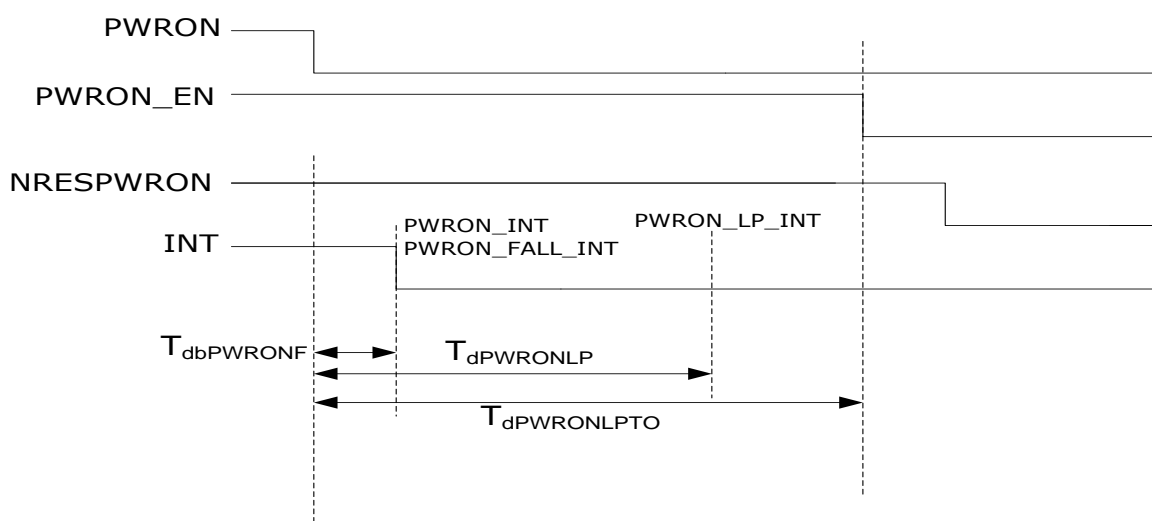 PWRON
PWRON_EN
NRESPWRON
PWRON_INT
PWRON_LP_INT
INT
PWRON_FALL_INT
TdbPWRONF
TdPWRONLP
TdPWRONLPTO